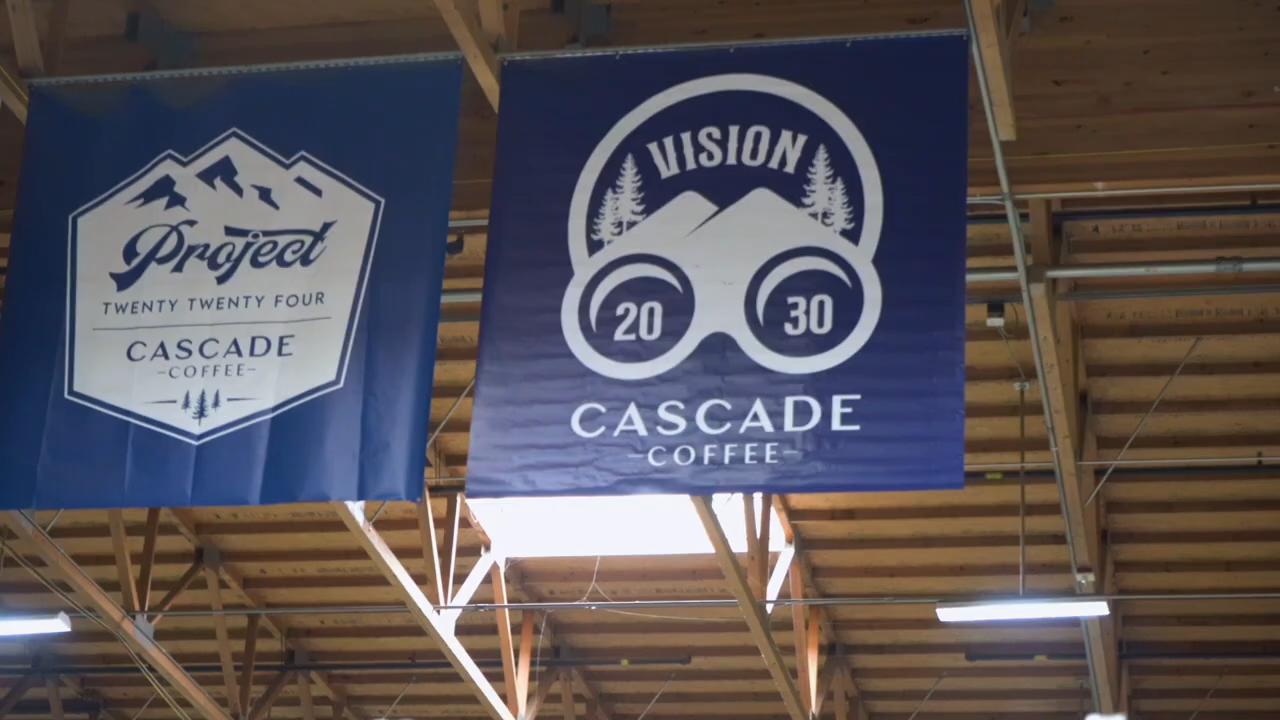 Project
TWENTY TWENTY FOUR
CASCADE
-COFFEE-
VISION
20 30
CASCADE
-COFFEE-